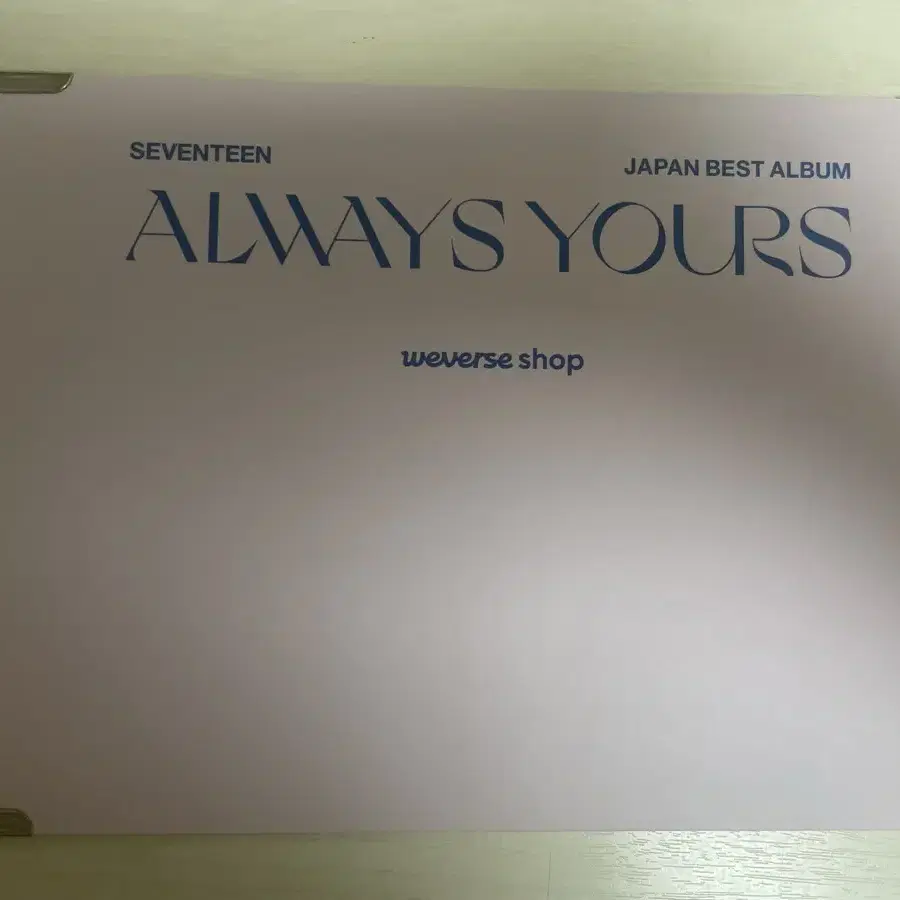 SEVENTEEN
JAPAN BEST ALBUM
ALWAYS YOURS
weverse shop